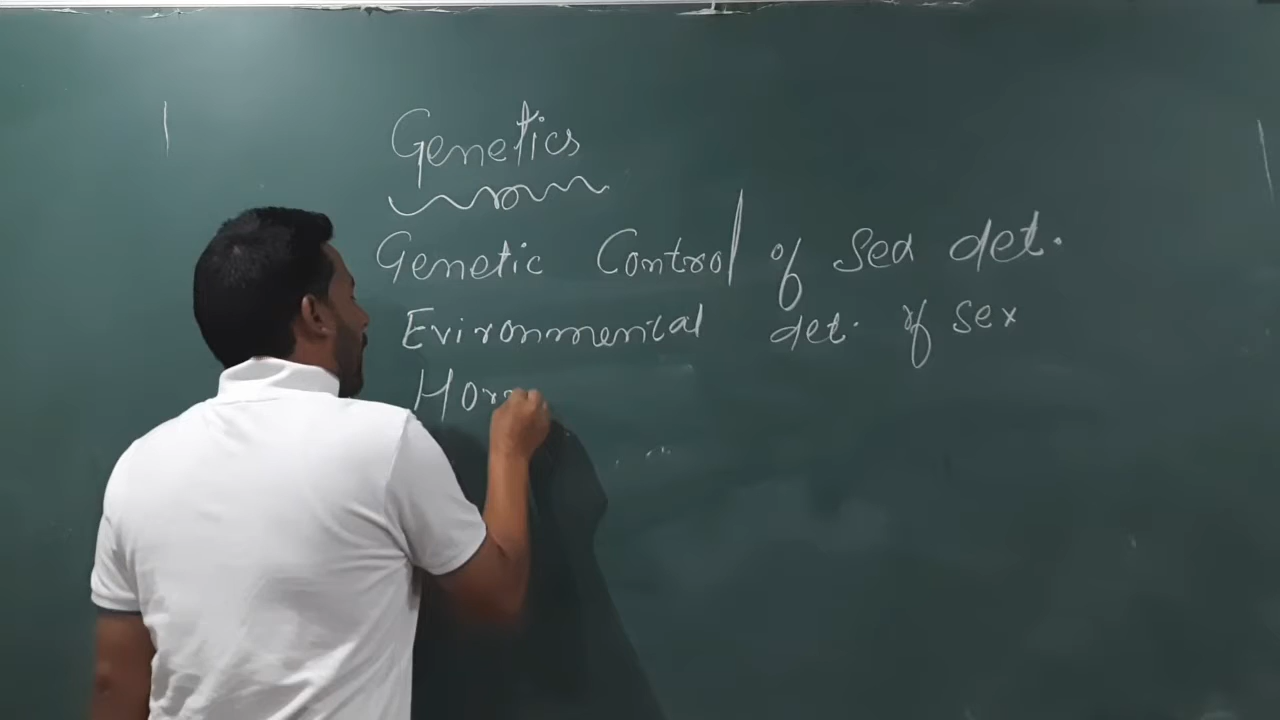 Genetics
Genetic Control of Sex det.
Evironmental det. of sex
Hor